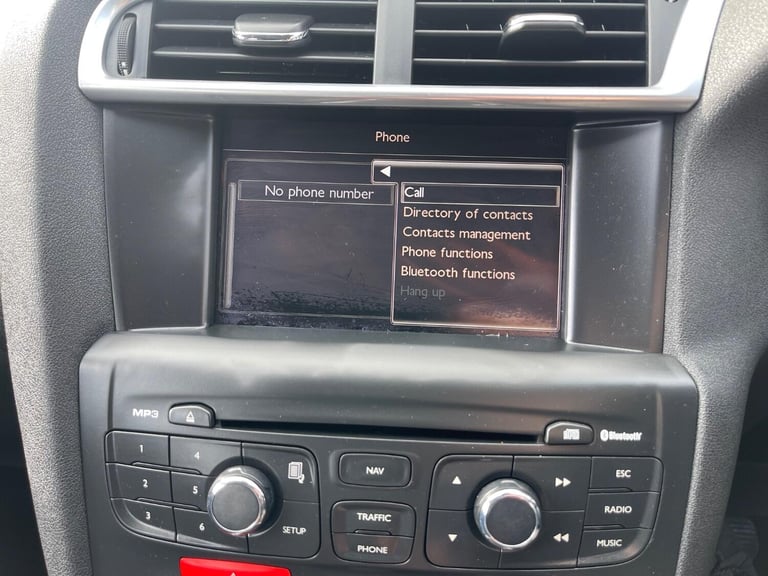 Phone
No phone number
Call
Directory of contacts
Contacts management
Phone functions
Bluetooth functions
Hang up
MP3
Bluetooth
1
4
2
5
3
6
SETUP
NAV
TRAFFIC
PHONE
ESC
RADIO
MUSIC